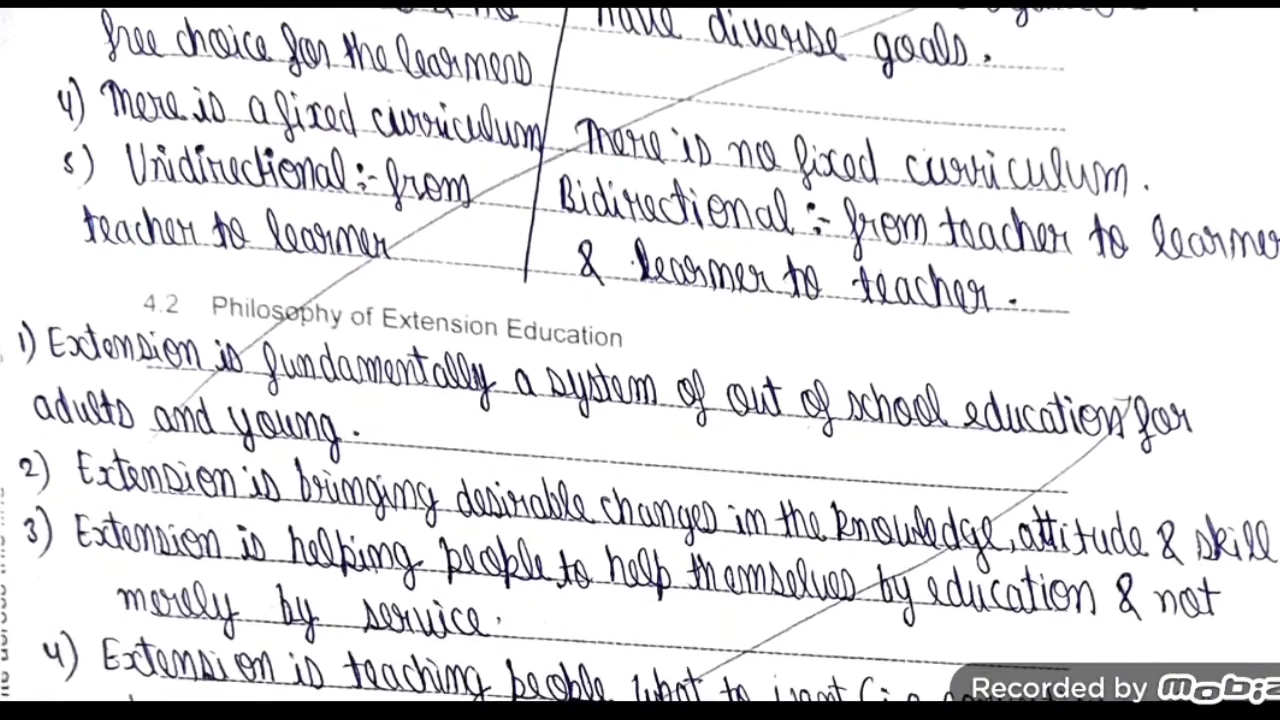 have diverse goals.
free choice for the learners
4) There is a fixed curriculum There is no fixed curriculum.
5) Unidirectional :- from Bidirectional :- from teacher to learner
teacher to learner & learner to teacher.
4.2 Philosophy of Extension Education
1) Extension is fundamentally a system of out of school education for
adults and young.
2) Extension is bringing desirable changes in the knowledge, attitude & skill
3) Extension is helping people to help themselves by education & not
merely by service.
4) Extension is teaching people what to want
Recorded by